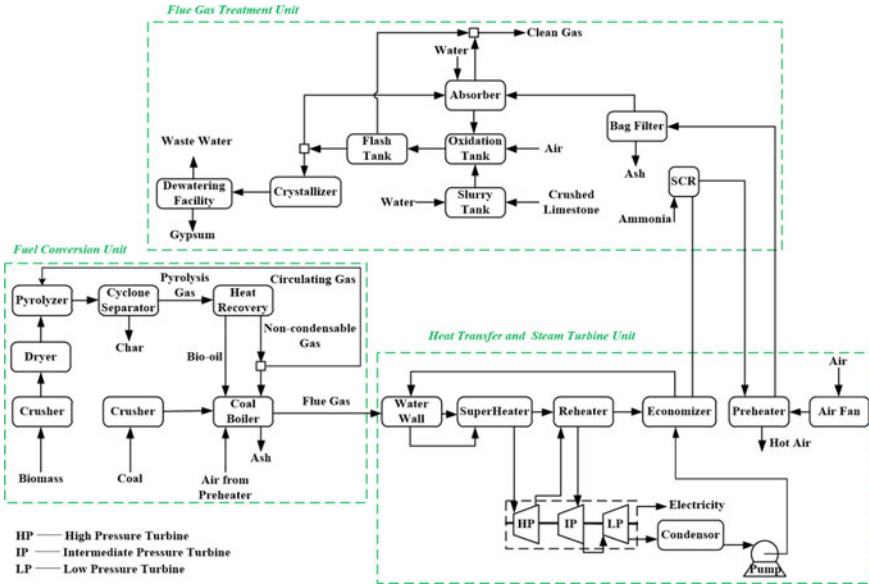 Flue Gas Treatment Unit
Clean Gas
Water
Absorber
Bag Filter
Waste Water
Flash
Tank
Oxidation
Tank
Air
Ash
SCR
Dewatering
Facility
Crystallizer
Water
Slurry
Tank
Crushed
Limestone
Ammonia
Gypsum
Fuel Conversion Unit
Pyrolysis
Gas
Circulating Gas
Pyrolyzer
Cyclone
Separator
Heat
Recovery
Non-condensable
Gas
Heat Transfer and Steam Turbine Unit
Char
Bio-oil
Dryer
Air
Crusher
Crusher
Coal
Boiler
Flue Gas
Water
Wall
SuperHeater
Reheater
Economizer
Preheater
Air Fan
Ash
Hot Air
Biomass
Coal
Air from
Preheater
Electricity
HP
IP
LP
Condensor
Pump
HP —— High Pressure Turbine
IP —— Intermediate Pressure Turbine
LP —— Low Pressure Turbine